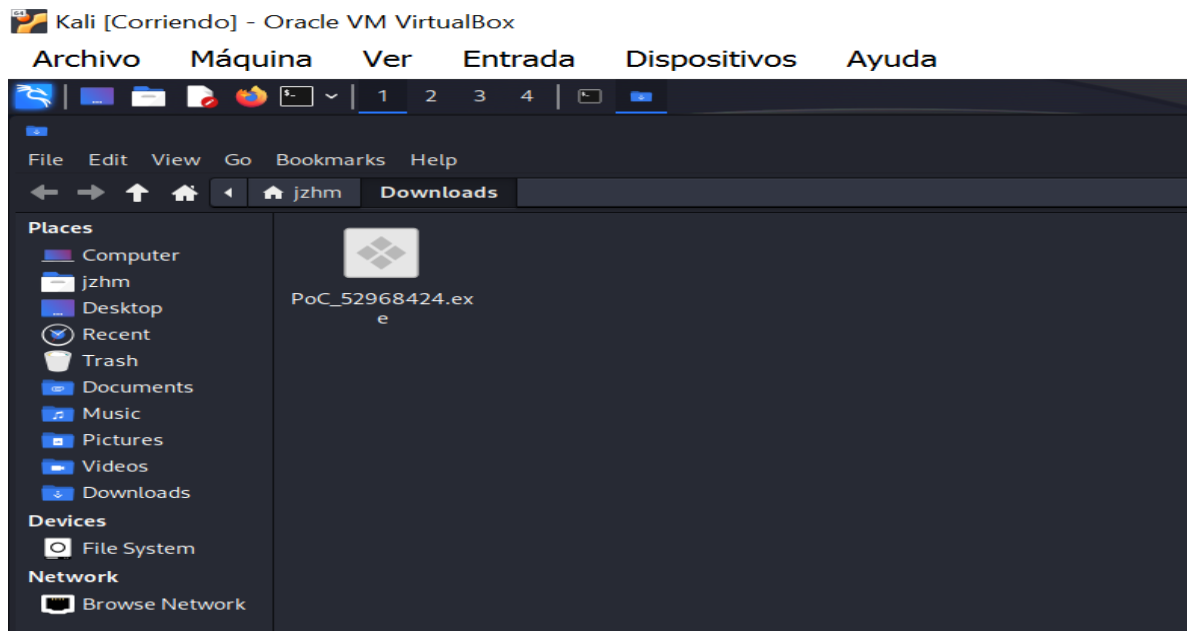 Kali [Corriendo] - Oracle VM VirtualBox
Archivo Máquina Ver Entrada Dispositivos Ayuda
1 2 3 4
File Edit View Go Bookmarks Help
jzhm Downloads
Places
Computer
jzhm
Desktop
Recent
Trash
Documents
Music
Pictures
Videos
Downloads
Devices
File System
Network
Browse Network
PoC_52968424.ex
e